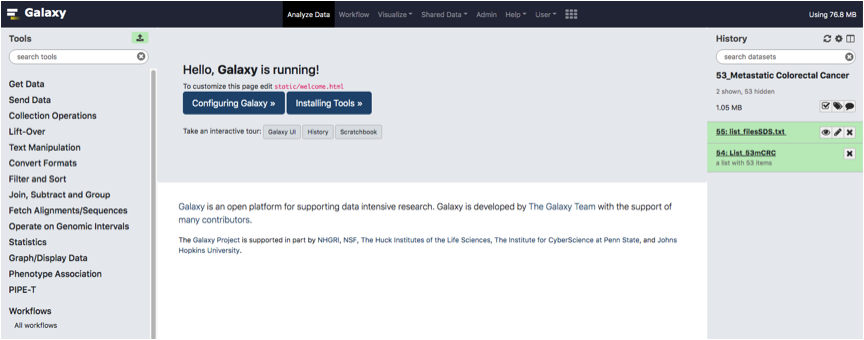 Galaxy
Analyze Data Workflow Visualize Shared Data Admin Help User
Using 76.8 MB
Tools
search tools
Get Data
Send Data
Collection Operations
Lift-Over
Text Manipulation
Convert Formats
Filter and Sort
Join, Subtract and Group
Fetch Alignments/Sequences
Operate on Genomic Intervals
Statistics
Graph/Display Data
Phenotype Association
PIPE-T
Workflows
All workflows
Hello, Galaxy is running!
To customize this page edit static/welcome.html
Configuring Galaxy » Installing Tools »
Take an interactive tour: Galaxy UI History Scratchbook
Galaxy is an open platform for supporting data intensive research. Galaxy is developed by The Galaxy Team with the support of
many contributors.
The Galaxy Project is supported in part by NHGRI, NSF, The Huck Institutes of the Life Sciences, The Institute for CyberScience at Penn State, and Johns
Hopkins University.
History
search datasets
53_Metastatic Colorectal Cancer
2 shown, 53 hidden
1.05 MB
55: list_filesSDS.txt
54: List_53mCRC
a list with 53 items